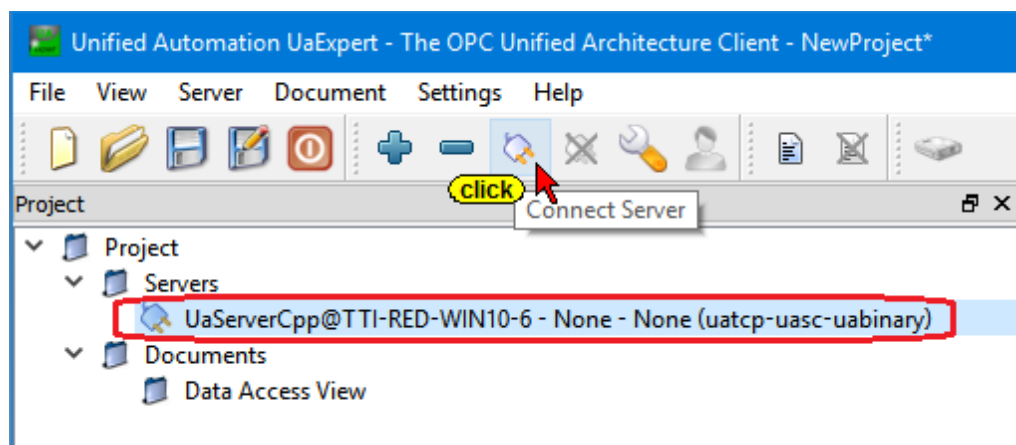 Unified Automation UaExpert - The OPC Unified Architecture Client - NewProject*
File View Server Document Settings Help
click
Connect Server
Project
Project
Servers
UaServerCpp@TTI-RED-WIN10-6 - None - None (uatcp-uasc-uabinary)
Documents
Data Access View